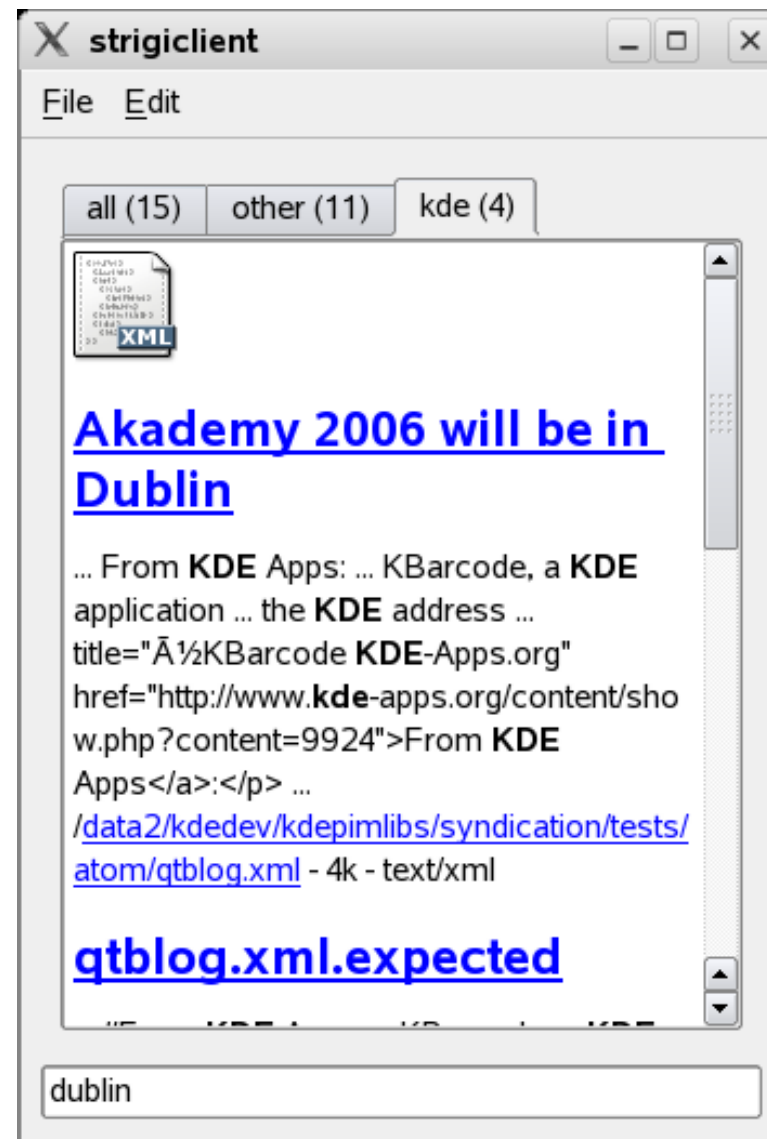 strigiclient
File Edit
all (15) other (11) kde (4)
XML
Akademy 2006 will be in
Dublin
... From KDE Apps: ... KBarcode, a KDE
application ... the KDE address ...
title="Ã½KBarcode KDE-Apps.org"
href="http://www.kde-apps.org/content/sho
w.php?content=9924">From KDE
Apps</a>:</p> ...
/data2/kdedev/kdepimlibs/syndication/tests/
atom/qtblog.xml - 4k - text/xml
qtblog.xml.expected
dublin